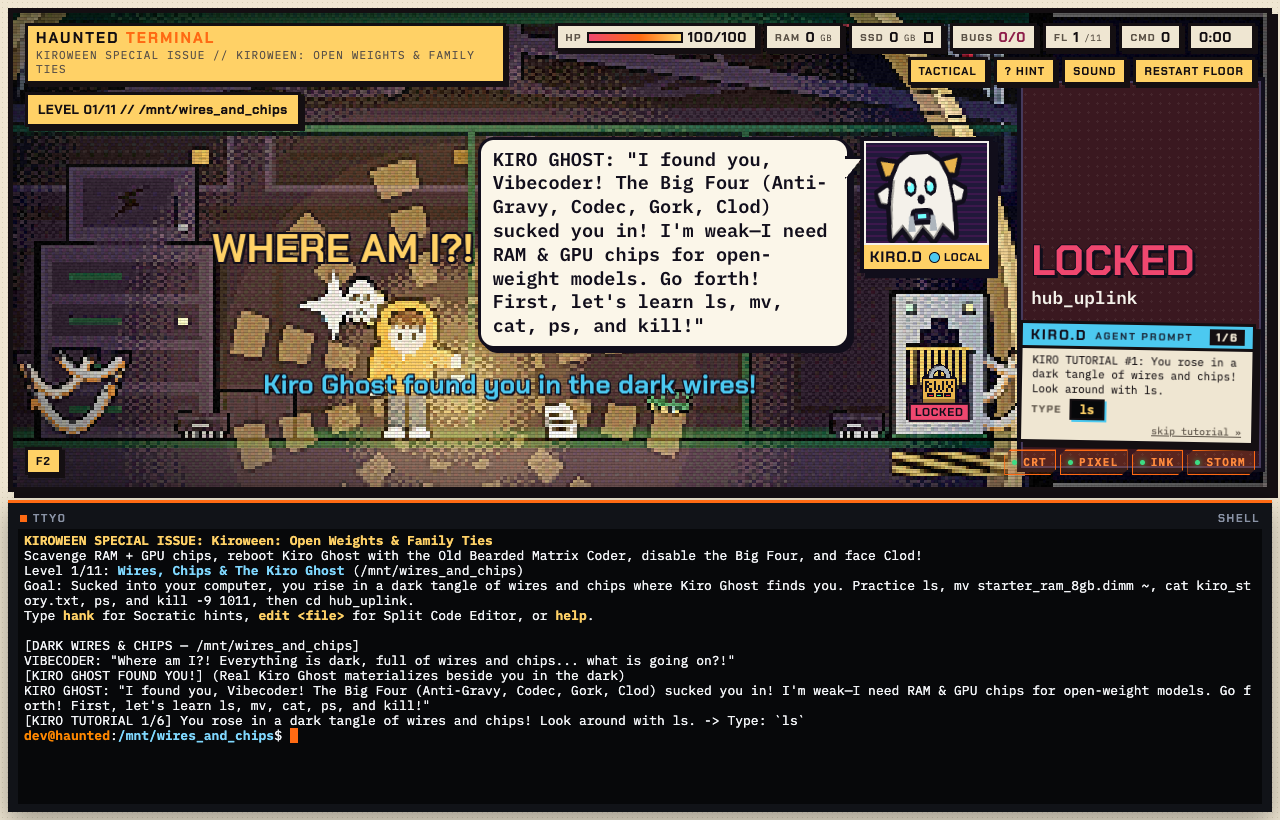 HAUNTED TERMINAL
KIROWEEN SPECIAL ISSUE // KIROWEEN: OPEN WEIGHTS & FAMILY
TIES
HP 100/100
RAM 0 GB
SSD 0 GB
BUGS 0/0
FL 1 /11
CMD 0
0:00
TACTICAL
? HINT
SOUND
RESTART FLOOR
LEVEL 01/11 // /mnt/wires_and_chips
KIRO GHOST: "I found you,
Vibecoder! The Big Four (Anti-
Gravy, Codec, Gork, Clod)
sucked you in! I'm weak—I need
RAM & GPU chips for open-
weight models. Go forth!
First, let's learn ls, mv,
cat, ps, and kill!"
WHERE AM I?!
KIRO.D LOCAL
LOCKED
hub_uplink
Kiro Ghost found you in the dark wires!
RWX
LOCKED
KIRO.D AGENT PROMPT 1/6
KIRO TUTORIAL #1: You rose in a
dark tangle of wires and chips!
Look around with ls.
TYPE ls
skip tutorial »
F2
CRT
PIXEL
INK
STORM
TTY0
SHELL
KIROWEEN SPECIAL ISSUE: Kiroween: Open Weights & Family Ties
Scavenge RAM + GPU chips, reboot Kiro Ghost with the Old Bearded Matrix Coder, disable the Big Four, and face Clod!
Level 1/11: Wires, Chips & The Kiro Ghost (/mnt/wires_and_chips)
Goal: Sucked into your computer, you rise in a dark tangle of wires and chips where Kiro Ghost finds you. Practice ls, mv starter_ram_8gb.dimm ~, cat kiro_st
ory.txt, ps, and kill -9 1011, then cd hub_uplink.
Type hank for Socratic hints, edit <file> for Split Code Editor, or help.
[DARK WIRES & CHIPS — /mnt/wires_and_chips]
VIBECODER: "Where am I?! Everything is dark, full of wires and chips... what is going on?!"
[KIRO GHOST FOUND YOU!] (Real Kiro Ghost materializes beside you in the dark)
KIRO GHOST: "I found you, Vibecoder! The Big Four (Anti-Gravy, Codec, Gork, Clod) sucked you in! I'm weak—I need RAM & GPU chips for open-weight models. Go f
orth! First, let's learn ls, mv, cat, ps, and kill!"
[KIRO TUTORIAL 1/6] You rose in a dark tangle of wires and chips! Look around with ls. -> Type: `ls`
dev@haunted:/mnt/wires_and_chips$